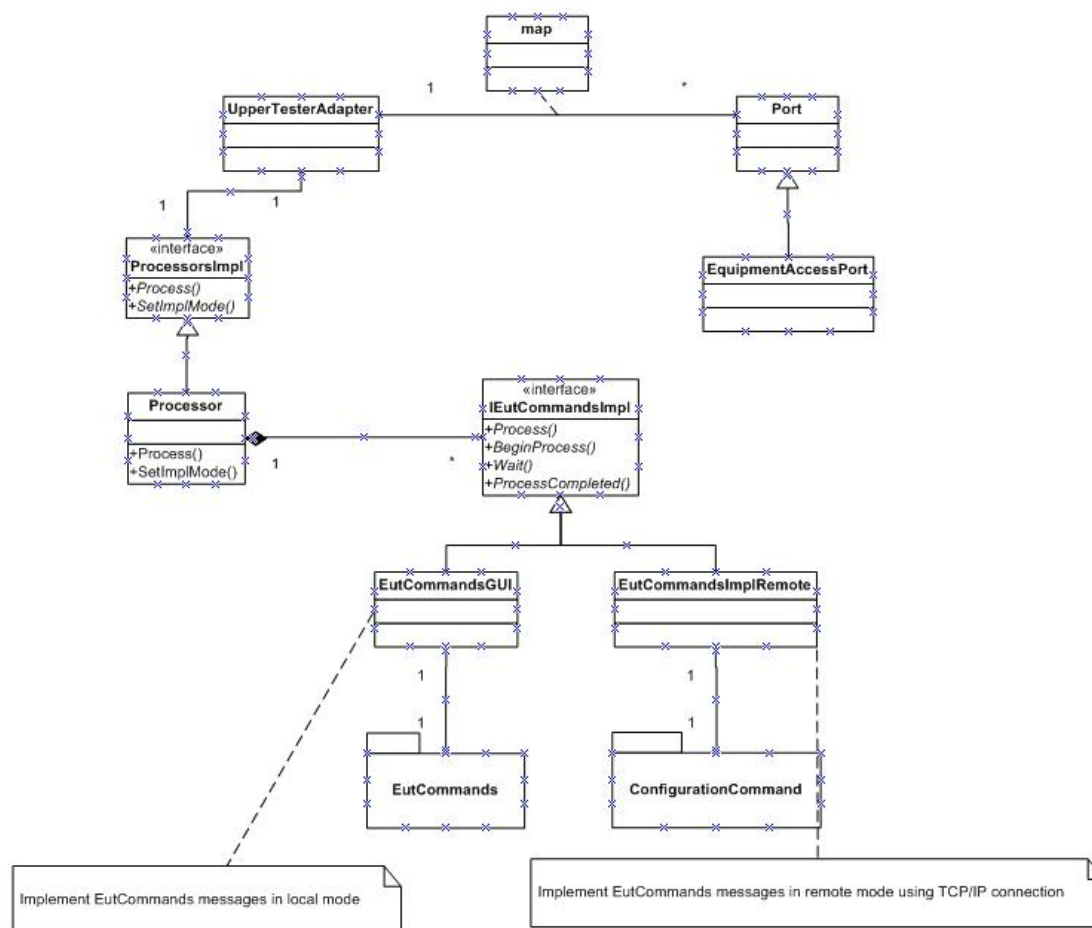 map
1
*
UpperTesterAdapter
Port
1
1
«interface»
ProcessorsImpl
+Process()
+SetImplMode()
EquipmentAccessPort
Processor
+Process()
+SetImplMode()
1
*
«interface»
IEutCommandsImpl
+Process()
+BeginProcess()
+Wait()
+ProcessCompleted()
EutCommandsGUI
EutCommandsImplRemote
1
1
1
1
EutCommands
ConfigurationCommand
Implement EutCommands messages in local mode
Implement EutCommands messages in remote mode using TCP/IP connection